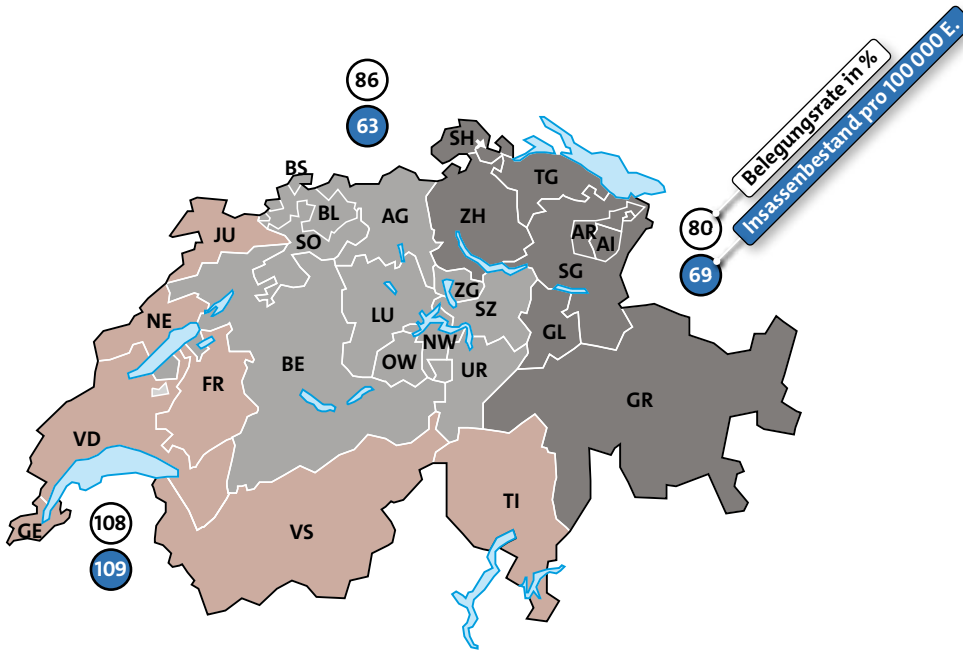 86
63
Belegungsrate in %
Insassenbestand pro 100 000 E.
80
69
SH
BS
TG
BL
AG
ZH
JU
SO
AR
AI
SG
ZG
NE
LU
SZ
NW
GL
BE
OW
UR
FR
GR
VD
TI
GE
VS
108
109